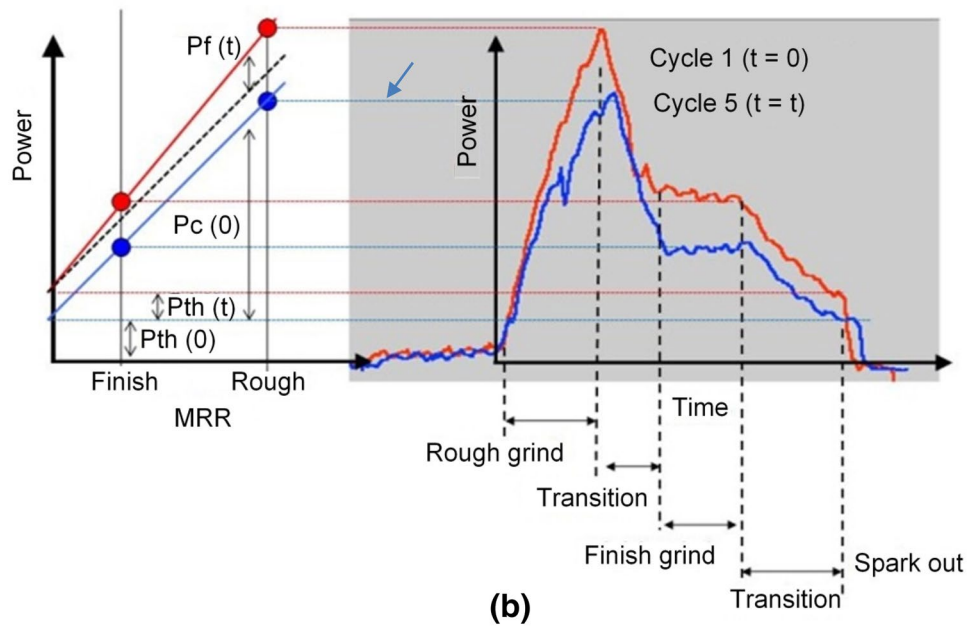 Pf (t)
Cycle 1 (t = 0)
Cycle 5 (t = t)
Power
Power
Pc (0)
Pth (t)
Pth (0)
Finish
Rough
MRR
Time
Rough grind
Transition
Finish grind
Spark out
Transition
(b)